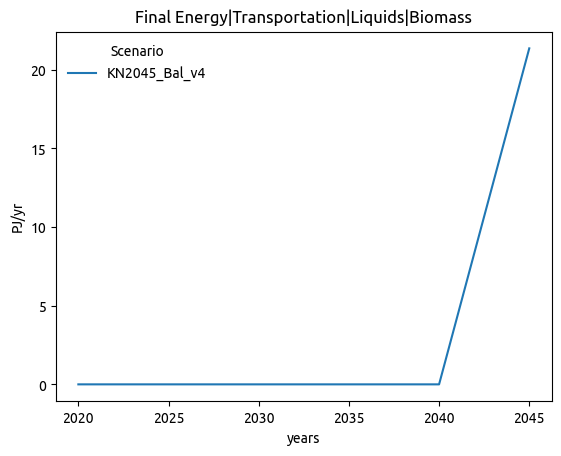 Final Energy|Transportation|Liquids|Biomass
Scenario
KN2045_Bal_v4
PJ/yr
20
15
10
5
0
2020 2025 2030 2035 2040 2045
years